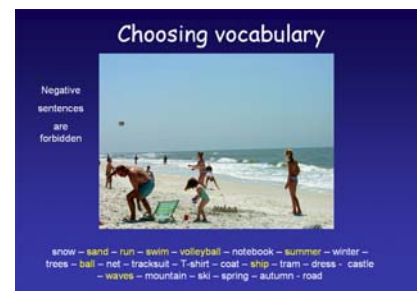 Choosing vocabulary
Negative
sentences
are
forbidden
snow – sand – run – swim – volleyball – notebook – summer – winter –
trees – ball – net – tracksuit – T-shirt – coat – ship – tram – dress - castle
– waves – mountain – ski – spring – autumn - road